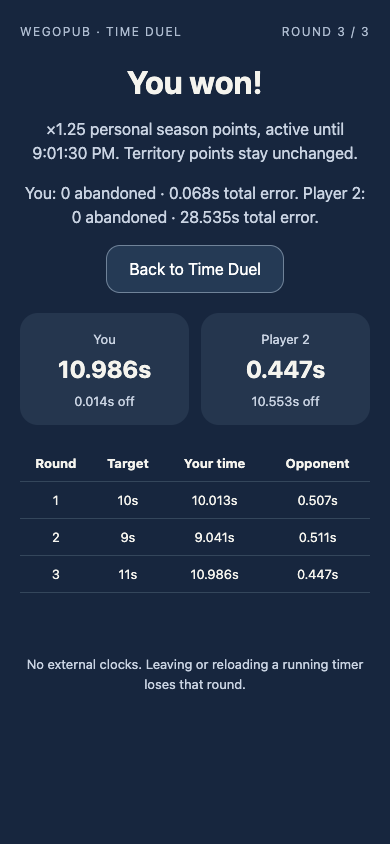 WEGOPUB · TIME DUEL ROUND 3 / 3
You won!
×1.25 personal season points, active until
9:01:30 PM. Territory points stay unchanged.
You: 0 abandoned · 0.068s total error. Player 2:
0 abandoned · 28.535s total error.
Back to Time Duel
You Player 2
10.986s 0.447s
0.014s off 10.553s off
Round Target Your time Opponent
1 10s 10.013s 0.507s
2 9s 9.041s 0.511s
3 11s 10.986s 0.447s
No external clocks. Leaving or reloading a running timer
loses that round.